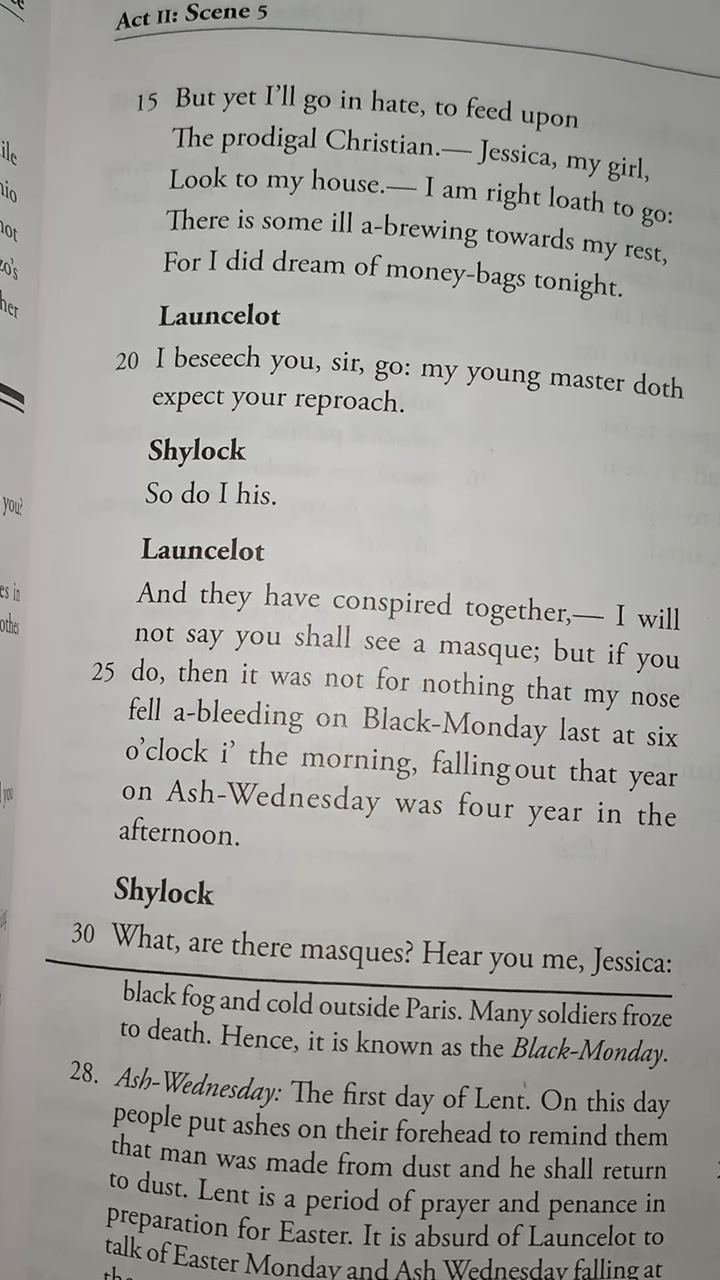 Act II: Scene 5
15 But yet I'll go in hate, to feed upon
The prodigal Christian.— Jessica, my girl,
Look to my house.— I am right loath to go:
There is some ill a-brewing towards my rest,
For I did dream of money-bags tonight.
Launcelot
20 I beseech you, sir, go: my young master doth
expect your reproach.
Shylock
So do I his.
Launcelot
And they have conspired together,— I will
not say you shall see a masque; but if you
25 do, then it was not for nothing that my nose
fell a-bleeding on Black-Monday last at six
o'clock i' the morning, falling out that year
on Ash-Wednesday was four year in the
afternoon.
Shylock
30 What, are there masques? Hear you me, Jessica:
black fog and cold outside Paris. Many soldiers froze
to death. Hence, it is known as the Black-Monday.
28. Ash-Wednesday: The first day of Lent. On this day
people put ashes on their forehead to remind them
that man was made from dust and he shall return
to dust. Lent is a period of prayer and penance in
preparation for Easter. It is absurd of Launcelot to
talk of Easter Monday and Ash Wednesday falling at
you?